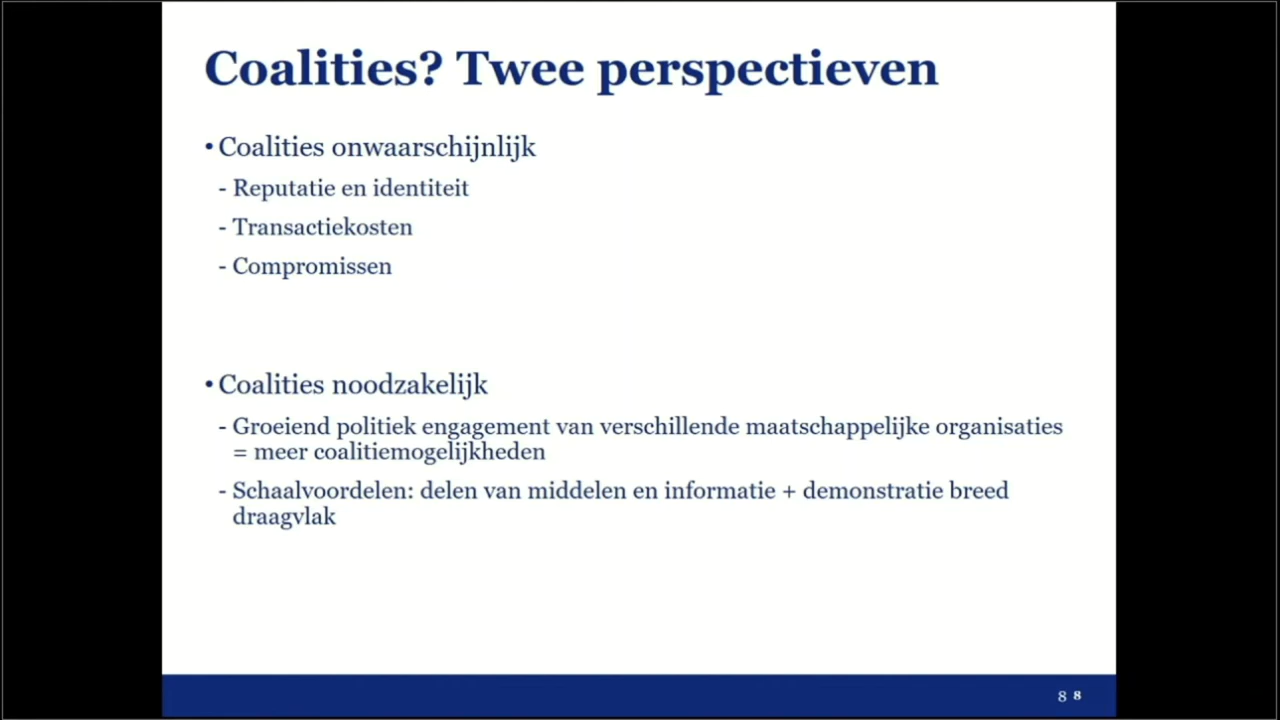 Coalities? Twee perspectieven
• Coalities onwaarschijnlijk
- Reputatie en identiteit
- Transactiekosten
- Compromissen
• Coalities noodzakelijk
- Groeiend politiek engagement van verschillende maatschappelijke organisaties
= meer coalitiemogelijkheden
- Schaalvoordelen: delen van middelen en informatie + demonstratie breed
draagvlak
8 8